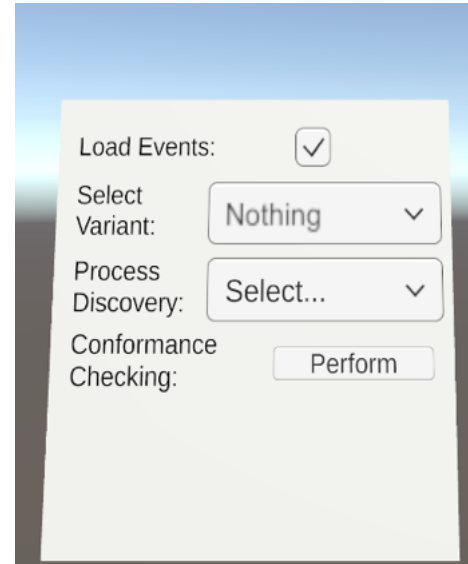 Load Events:
Select
Variant:
Nothing
Process
Discovery:
Select...
Conformance
Checking:
Perform